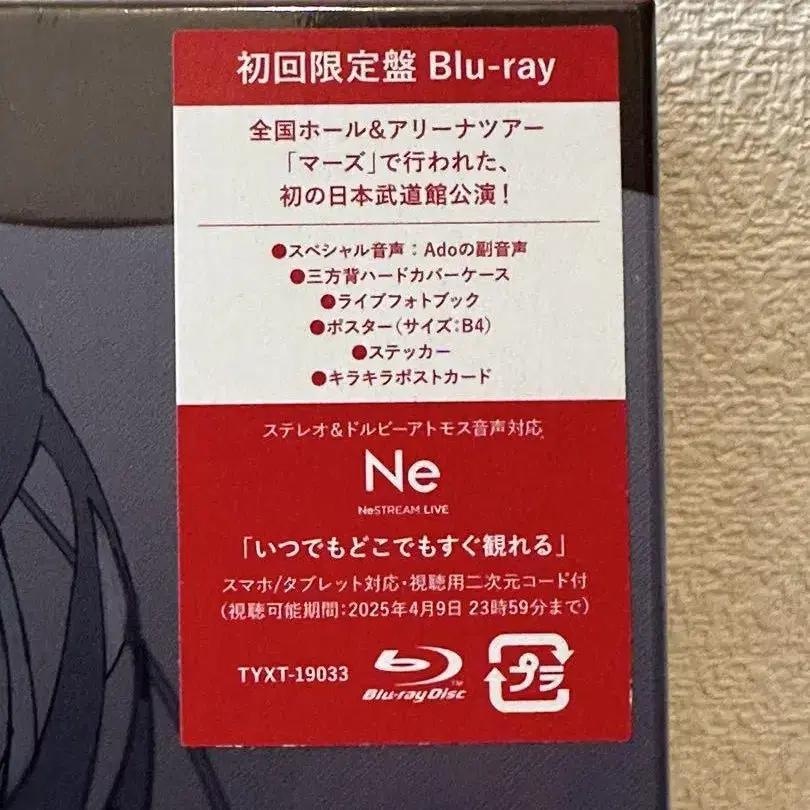 初回限定盤 Blu-ray
全国ホール&アリーナツアー
「マーズ」で行われた、
初の日本武道館公演!
●スペシャル音声：Adoの副音声
●三方背ハードカバーケース
●ライブフォトブック
●ポスター(サイズ:B4)
●ステッカー
●キラキラポストカード
ステレオ&ドルビーアトモス音声対応
Ne
NeSTREAM LIVE
「いつでもどこでもすぐ観れる」
スマホ/タブレット対応・視聴用二次元コード付
(視聴可能期間:2025年4月9日 23時59分まで)
TYXT-19033
Blu-ray Disc™
プラ